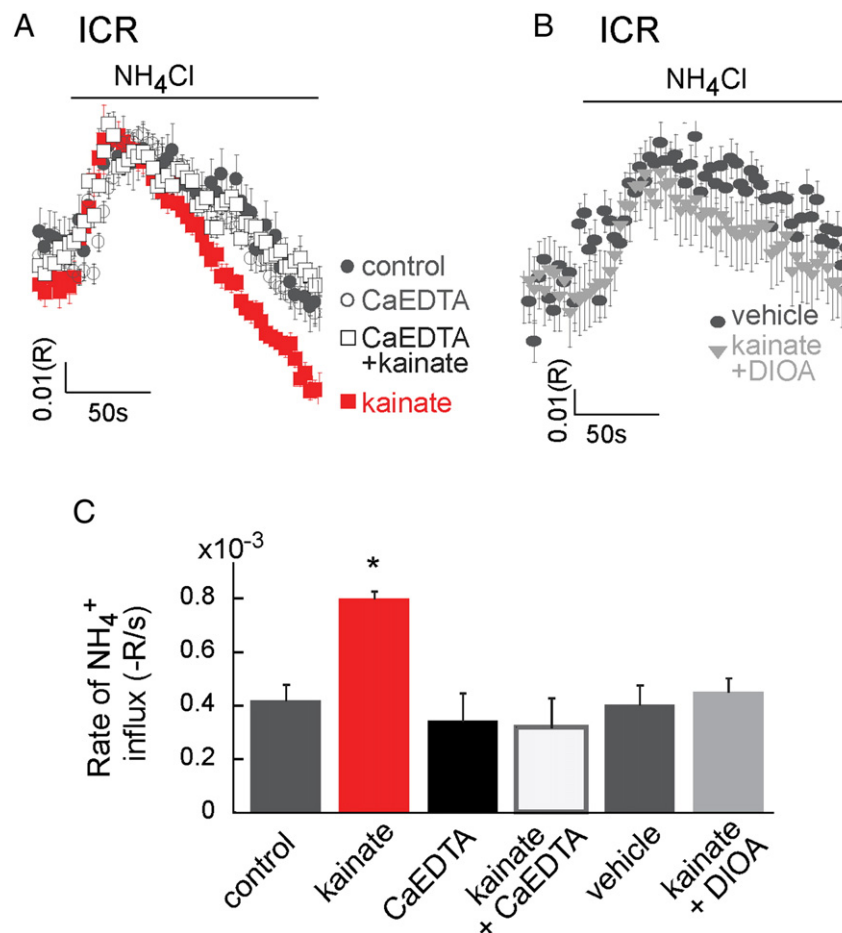 A ICR
NH₄Cl
control
CaEDTA
CaEDTA
+kainate
kainate
0.01(R)
50s
B ICR
NH₄Cl
vehicle
kainate
+DIOA
0.01(R)
50s
C
x10⁻³
Rate of NH₄⁺
influx (-R/s)
0.8
0.6
0.4
0.2
0
*
control
kainate
CaEDTA
kainate
+ CaEDTA
vehicle
kainate
+ DIOA